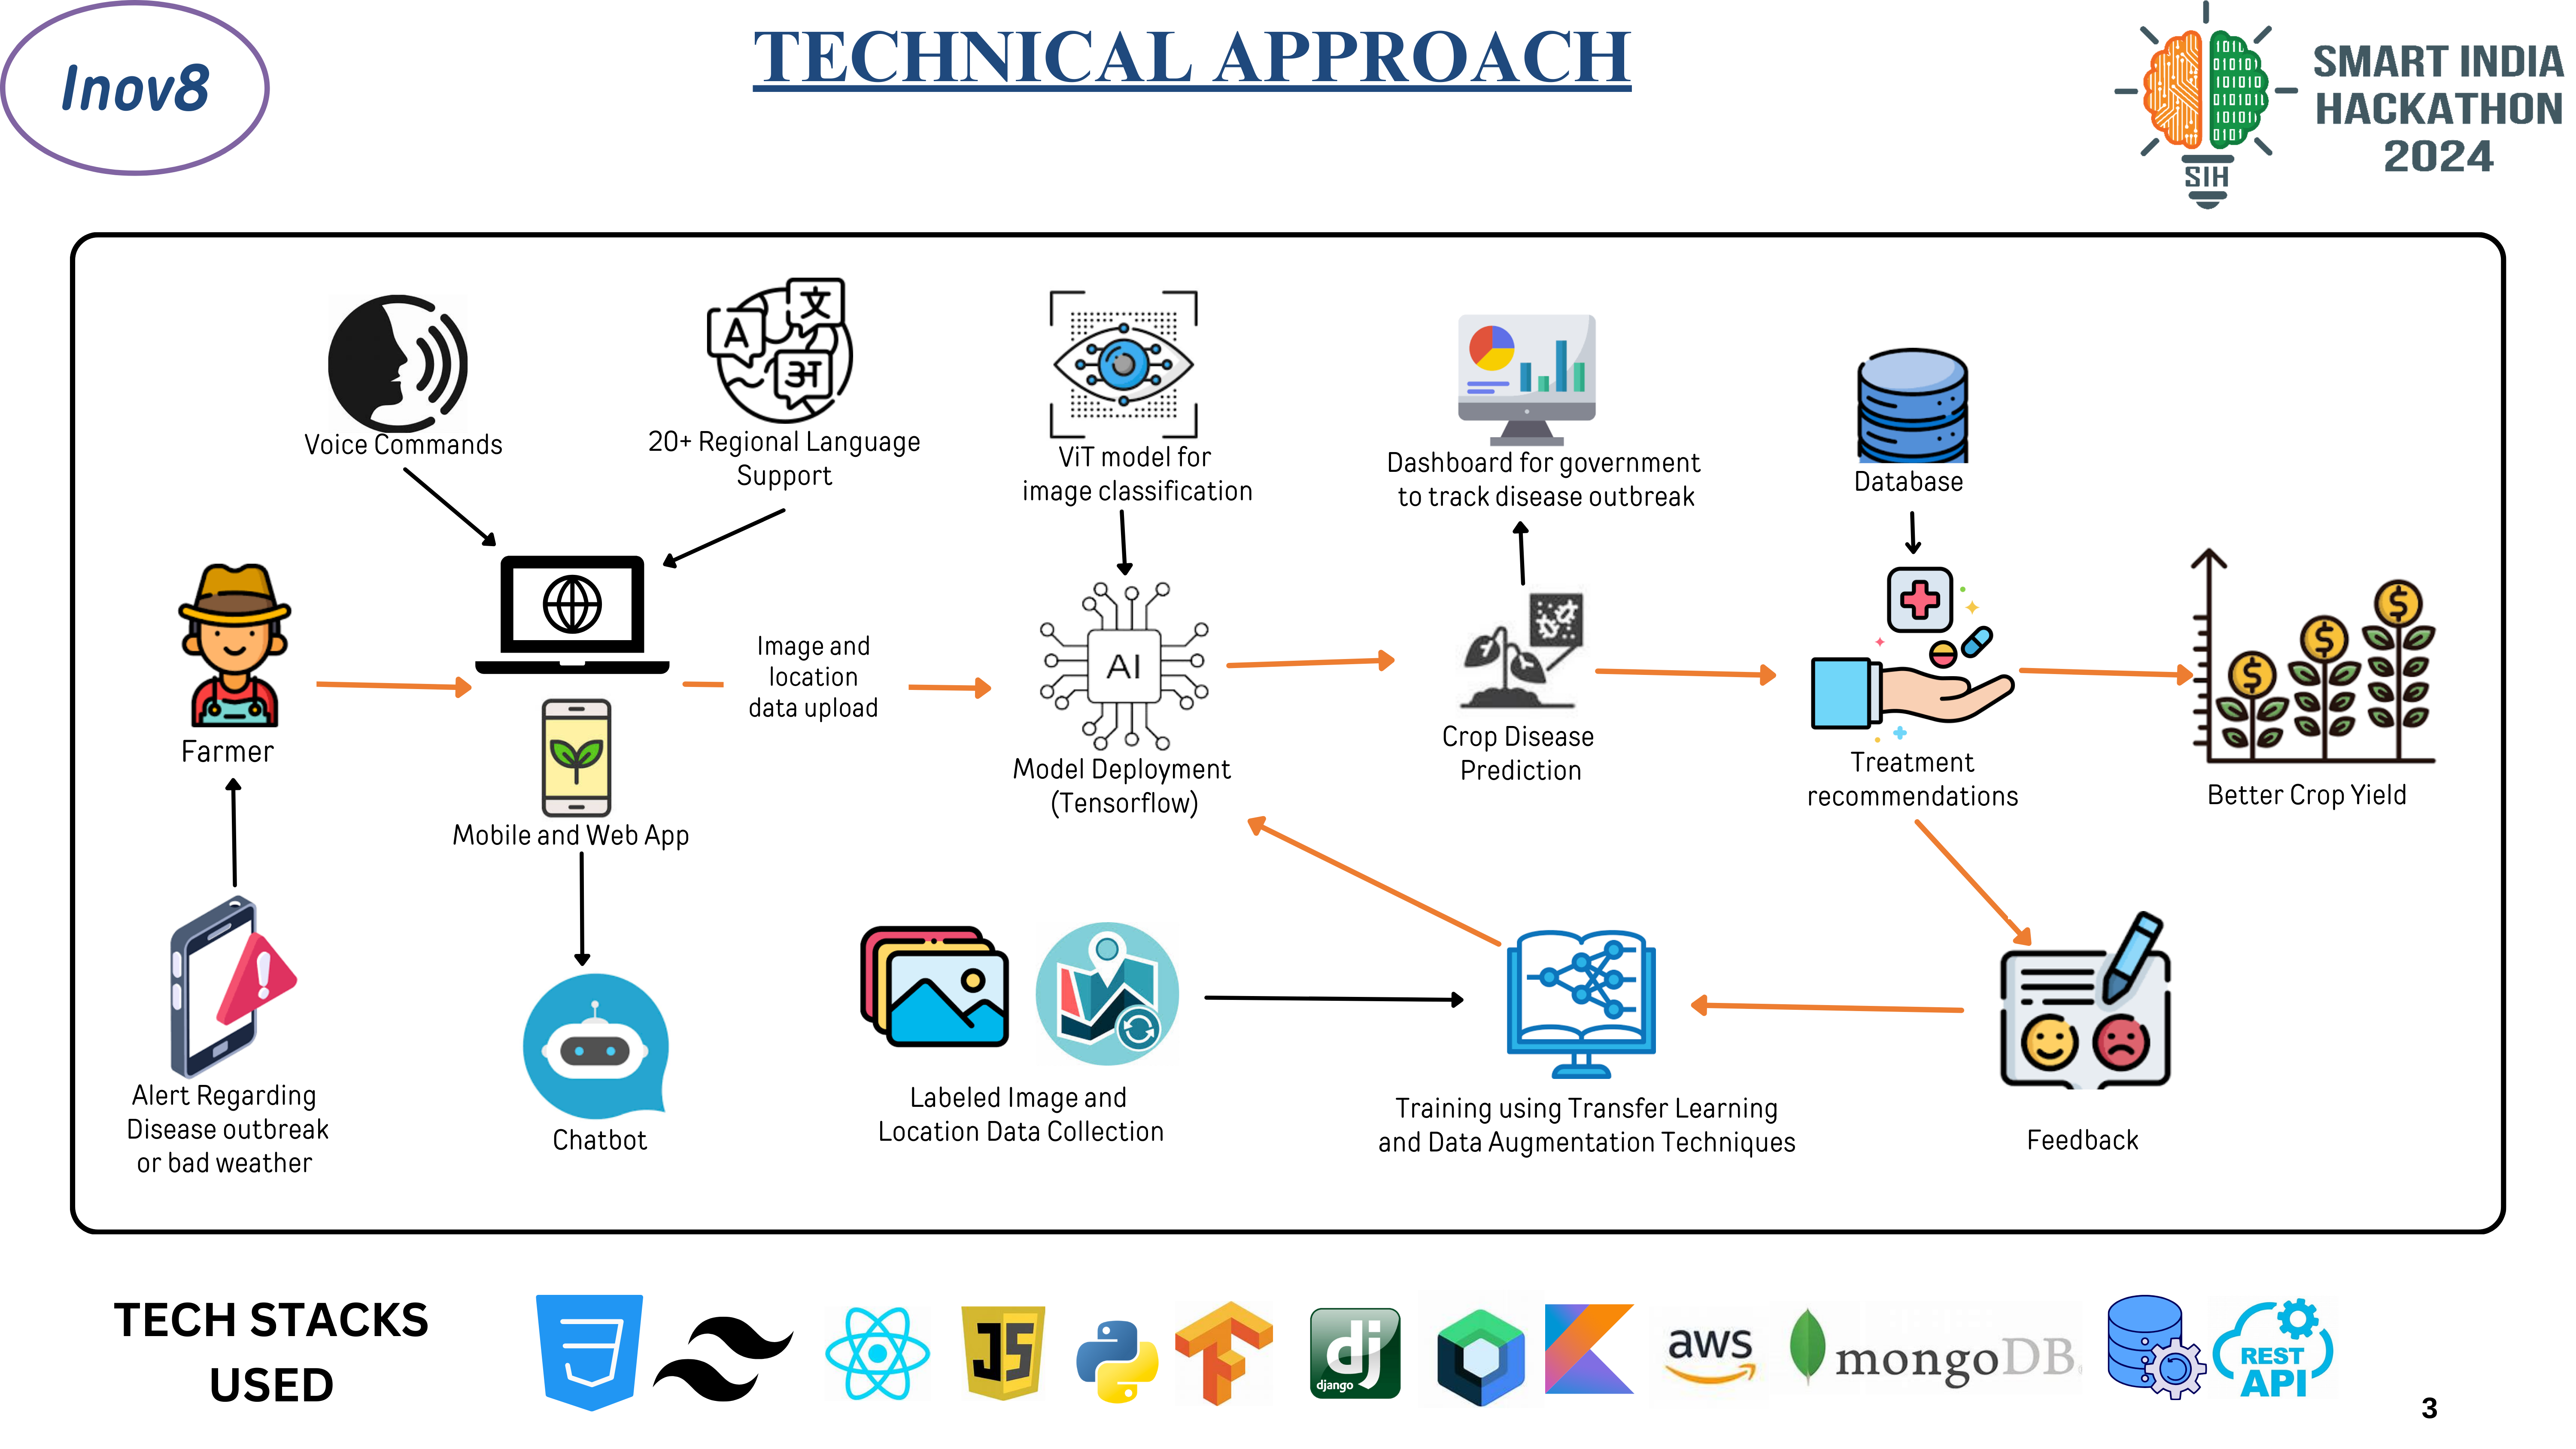 Inov8
TECHNICAL APPROACH
SMART INDIA
HACKATHON
2024
SIH
Voice Commands
20+ Regional Language
Support
A
文
अ
ViT model for
image classification
Dashboard for government
to track disease outbreak
Database
Farmer
Mobile and Web App
Image and
location
data upload
AI
Model Deployment
(Tensorflow)
Crop Disease
Prediction
Treatment
recommendations
$
$
$
Better Crop Yield
Alert Regarding
Disease outbreak
or bad weather
Chatbot
Labeled Image and
Location Data Collection
Training using Transfer Learning
and Data Augmentation Techniques
Feedback
TECH STACKS
USED
JS
dj
django
aws
mongoDB
REST
API
3